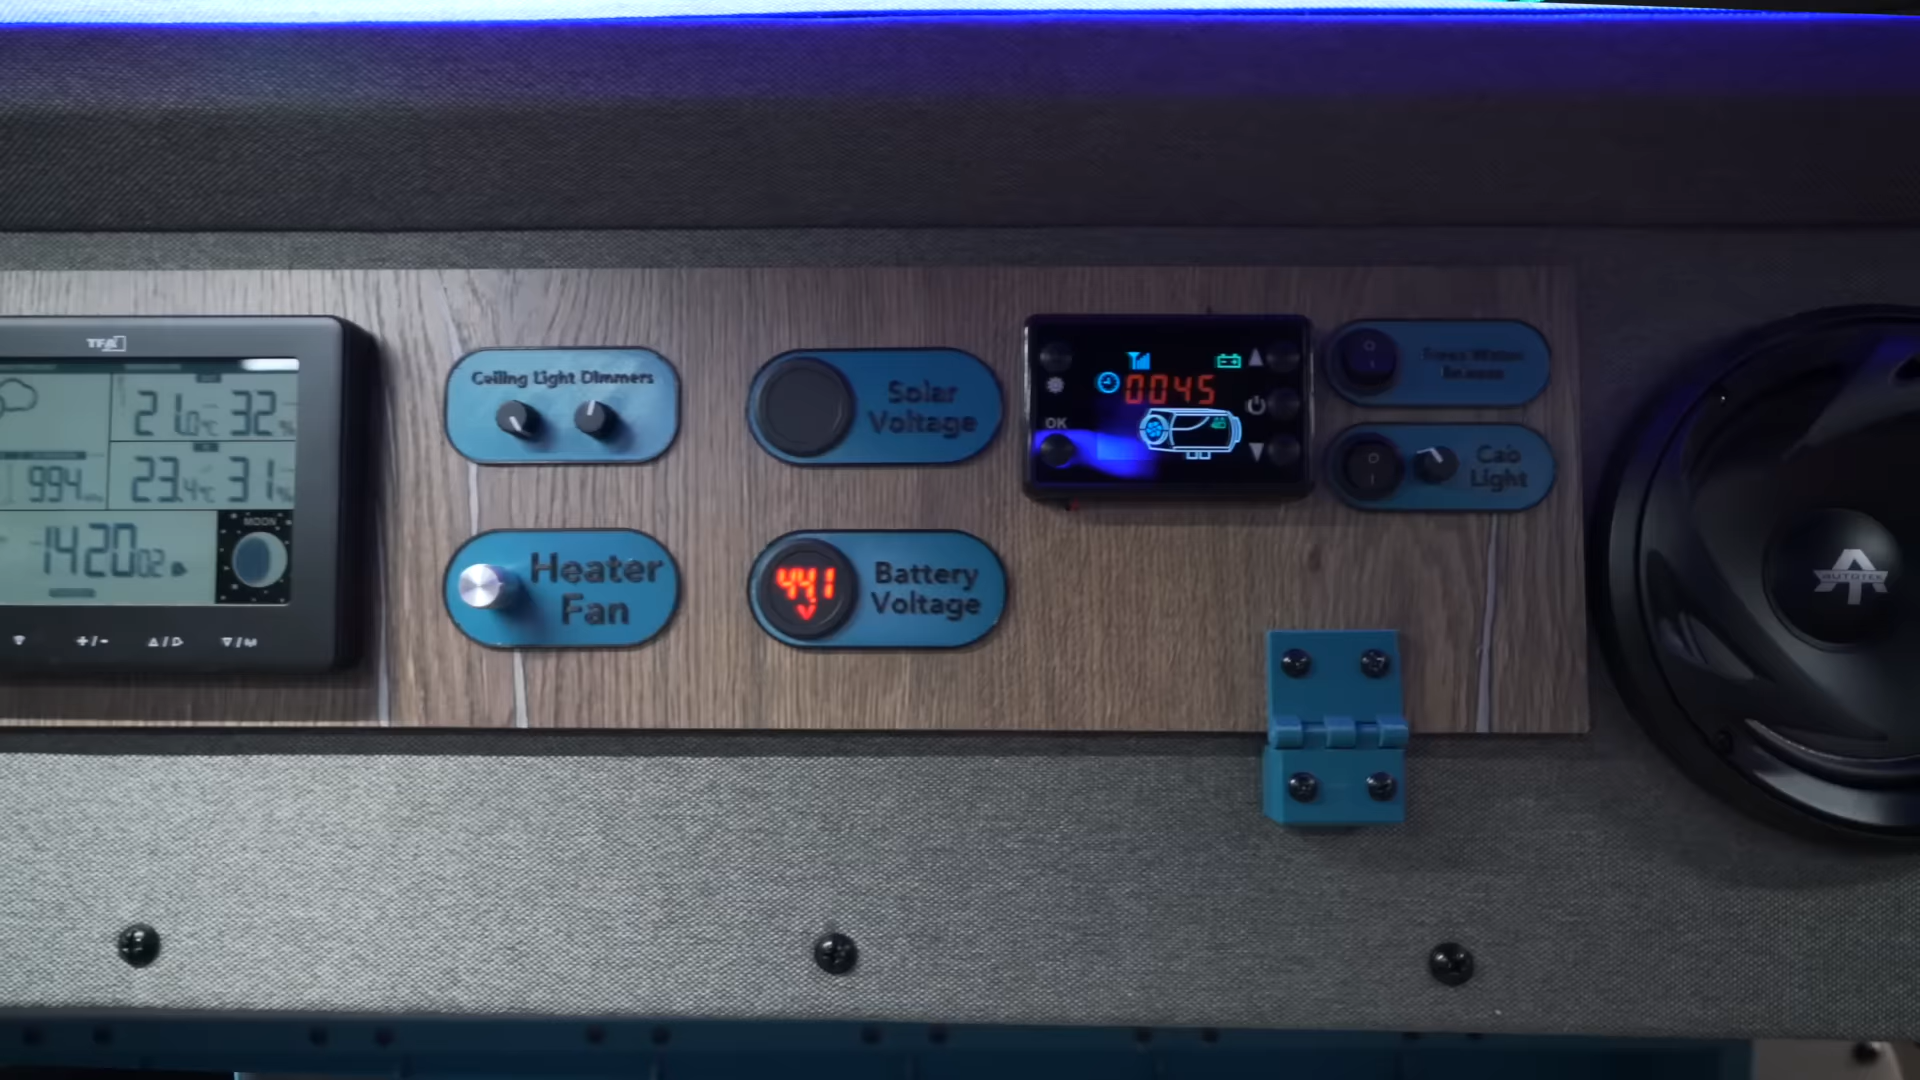 TFA
21.0°C 32%
994
23.4°C 31%
14:20 02
MOON
+/-
Ceiling Light Dimmers
Heater
Fan
Solar
Voltage
44.1
V
Battery
Voltage
0045
OK
Cab
Light
AUTOTEK